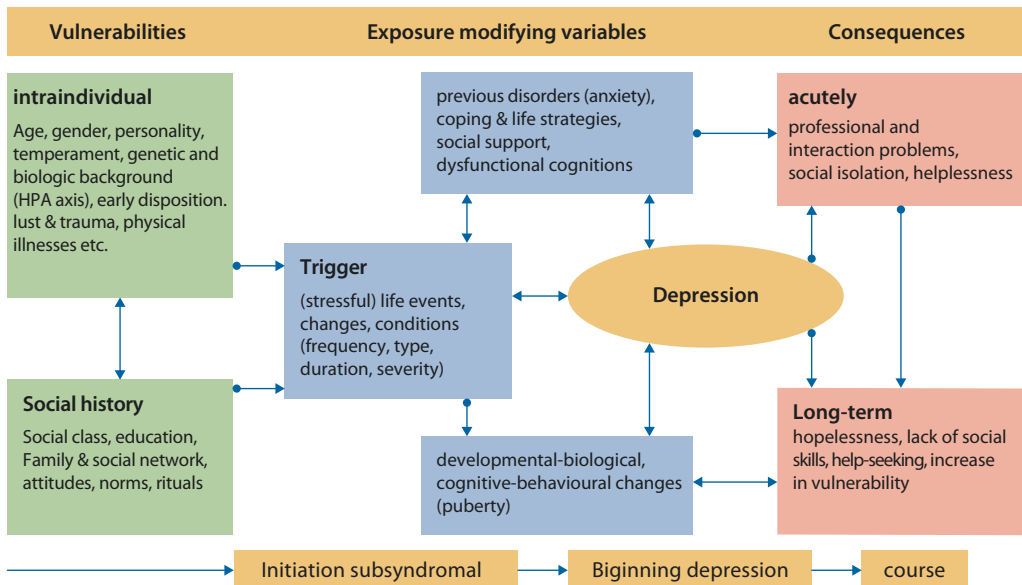 Vulnerabilities
Exposure modifying variables
Consequences
intraindividual
Age, gender, personality,
temperament, genetic and
biologic background
(HPA axis), early disposition.
lust & trauma, physical
illnesses etc.
Social history
Social class, education,
Family & social network,
attitudes, norms, rituals
Trigger
(stressful) life events,
changes, conditions
(frequency, type,
duration, severity)
previous disorders (anxiety),
coping & life strategies,
social support,
dysfunctional cognitions
Depression
developmental-biological,
cognitive-behavioural changes
(puberty)
acutely
professional and
interaction problems,
social isolation, helplessness
Long-term
hopelessness, lack of social
skills, help-seeking, increase
in vulnerability
Initiation subsyndromal
Biginning depression
course